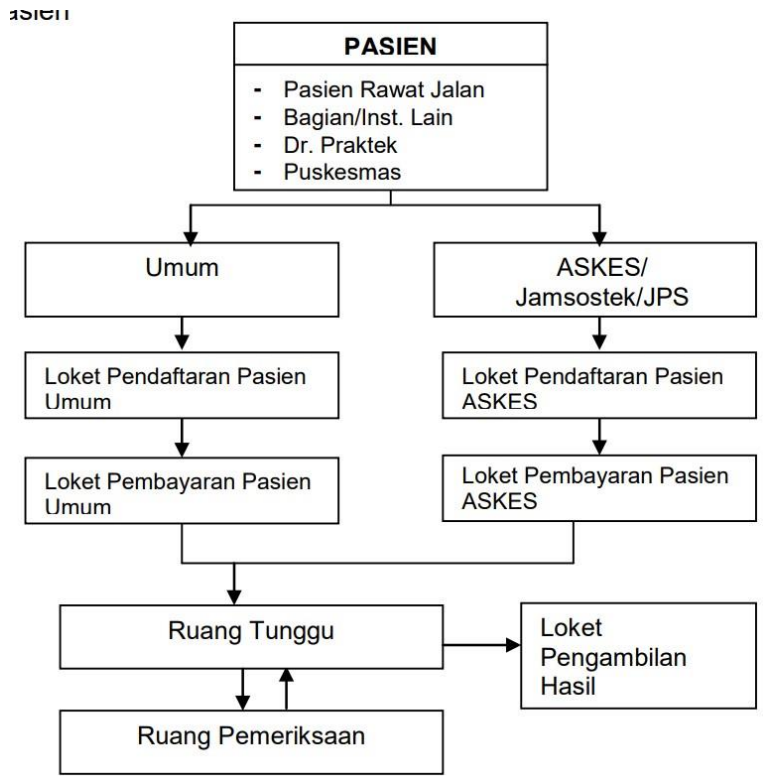 PASIEN
- Pasien Rawat Jalan
- Bagian/Inst. Lain
- Dr. Praktek
- Puskesmas
Umum
ASKES/
Jamsostek/JPS
Loket Pendaftaran Pasien
Umum
Loket Pendaftaran Pasien
ASKES
Loket Pembayaran Pasien
Umum
Loket Pembayaran Pasien
ASKES
Ruang Tunggu
Loket
Pengambilan
Hasil
Ruang Pemeriksaan